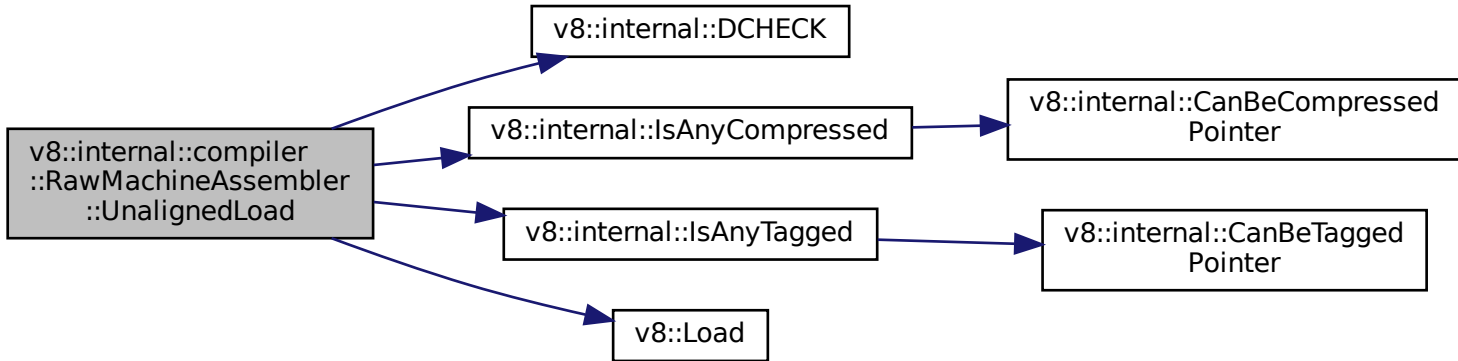 v8::internal::compiler
::RawMachineAssembler
::UnalignedLoad
v8::internal::DCHECK
v8::internal::IsAnyCompressed
v8::internal::CanBeCompressed
Pointer
v8::internal::IsAnyTagged
v8::internal::CanBeTagged
Pointer
v8::Load